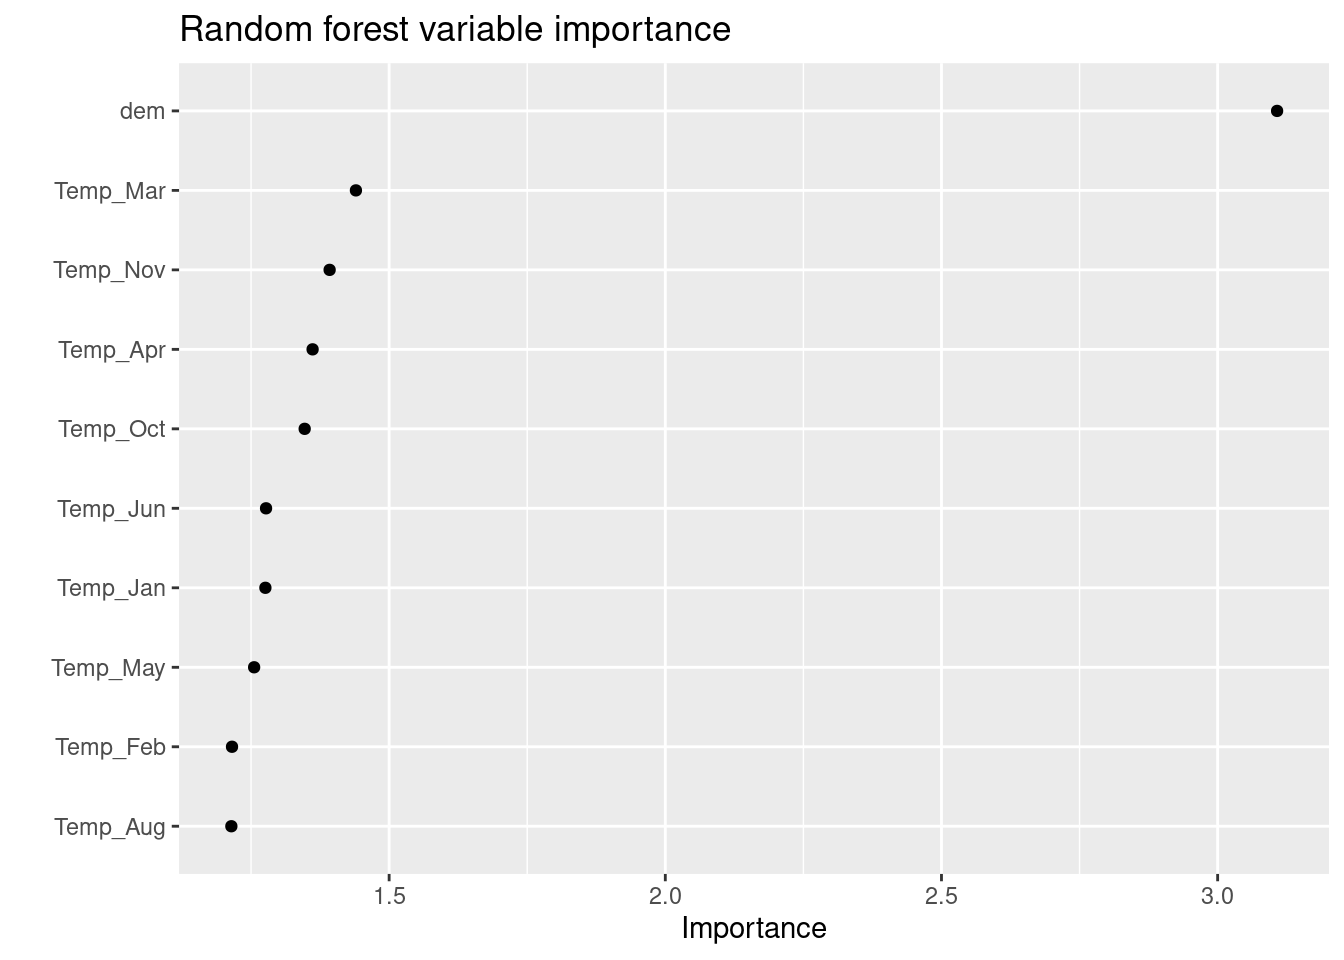 Random forest variable importance
dem
Temp_Mar
Temp_Nov
Temp_Apr
Temp_Oct
Temp_Jun
Temp_Jan
Temp_May
Temp_Feb
Temp_Aug
1.5 2.0 2.5 3.0
Importance